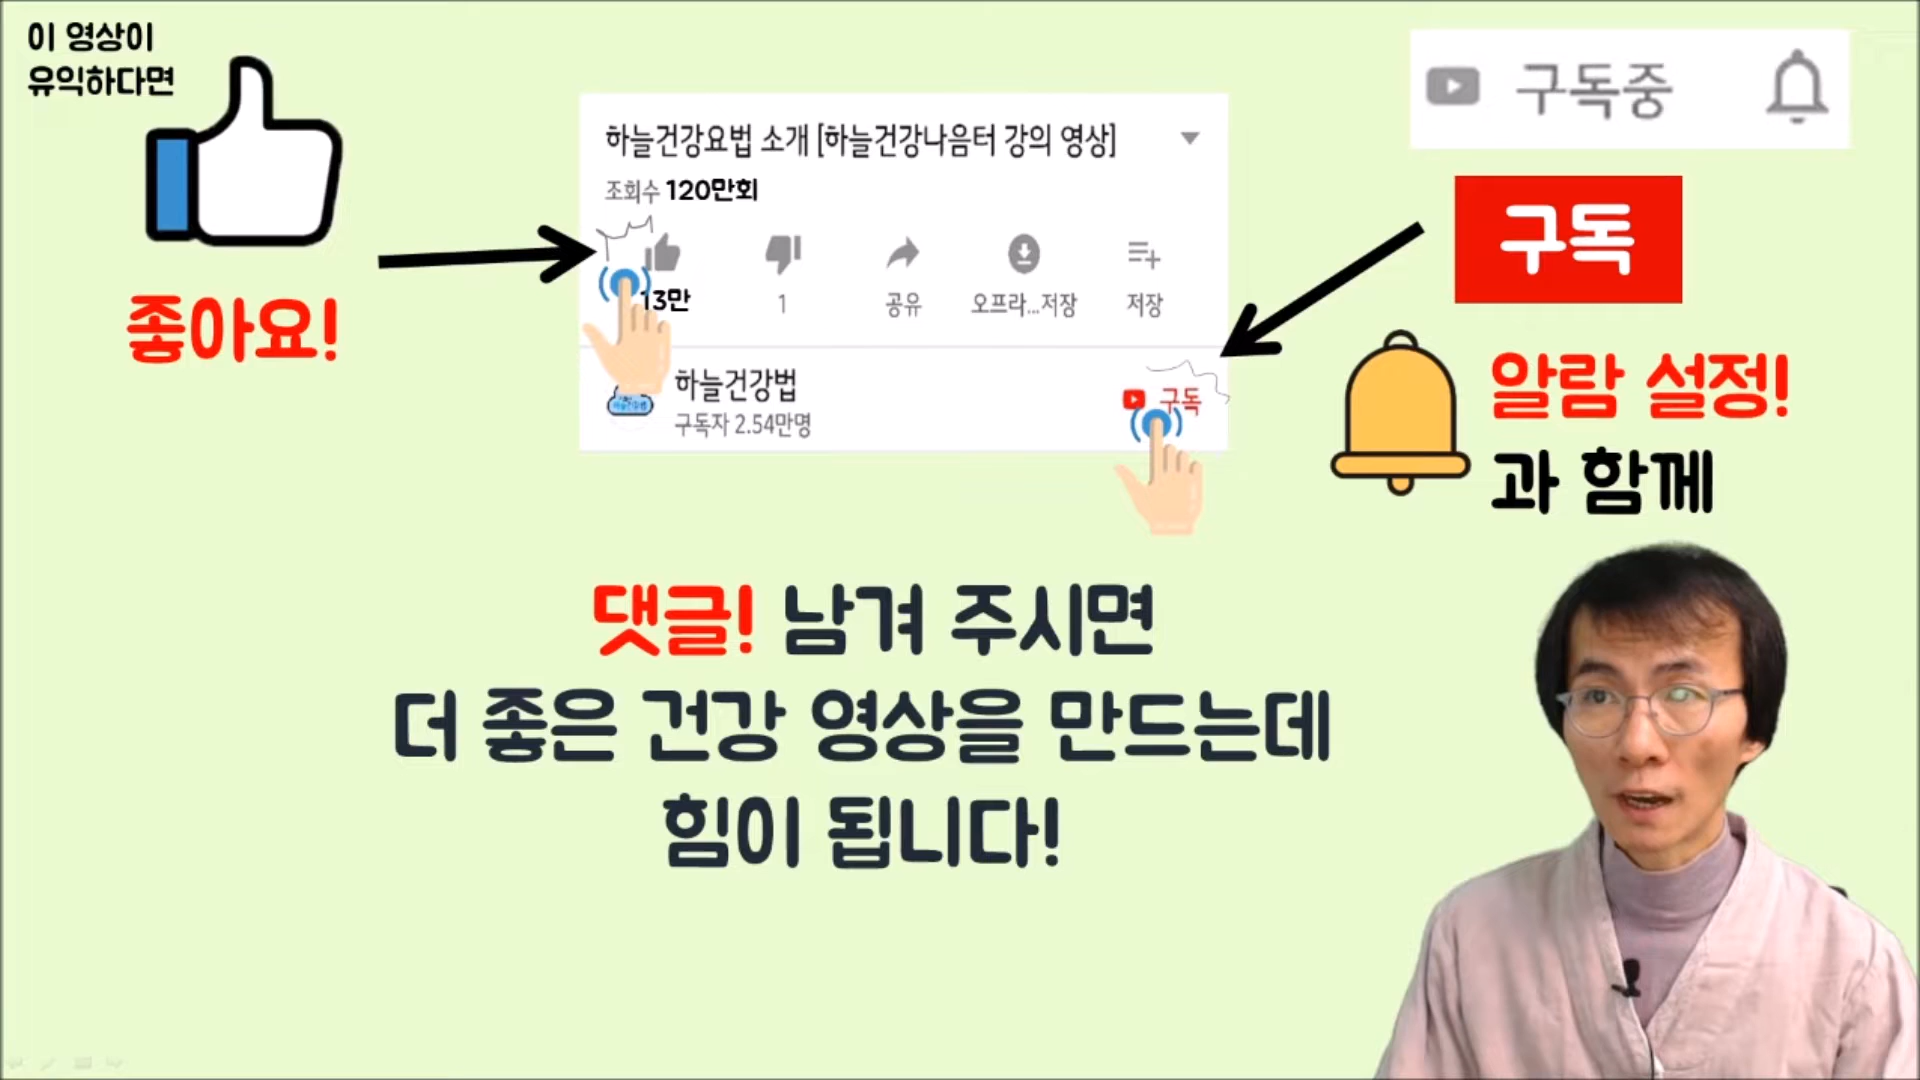 이 영상이
유익하다면
좋아요!
하늘건강요법 소개 [하늘건강나음터 강의 영상]
조회수 120만회
13만
1
공유
오프라...저장
저장
하늘건강법
구독자 2.54만명
구독
구독중
구독
알람 설정!
과 함께
댓글! 남겨 주시면
더 좋은 건강 영상을 만드는데
힘이 됩니다!